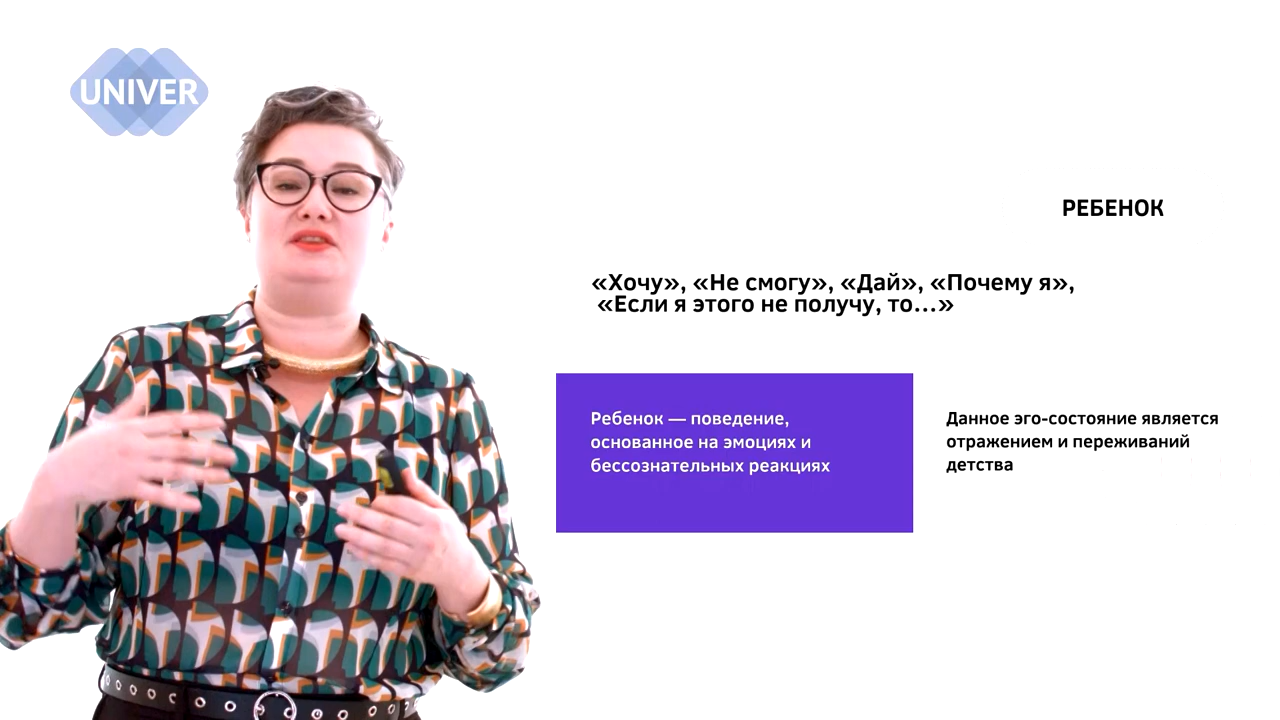 UNIVER
РЕБЕНОК
«Хочу», «Не смогу», «Дай», «Почему я»,
«Если я этого не получу, то...»
Ребенок — поведение,
основанное на эмоциях и
бессознательных реакциях
Данное эго-состояние является
отражением и переживаний
детства